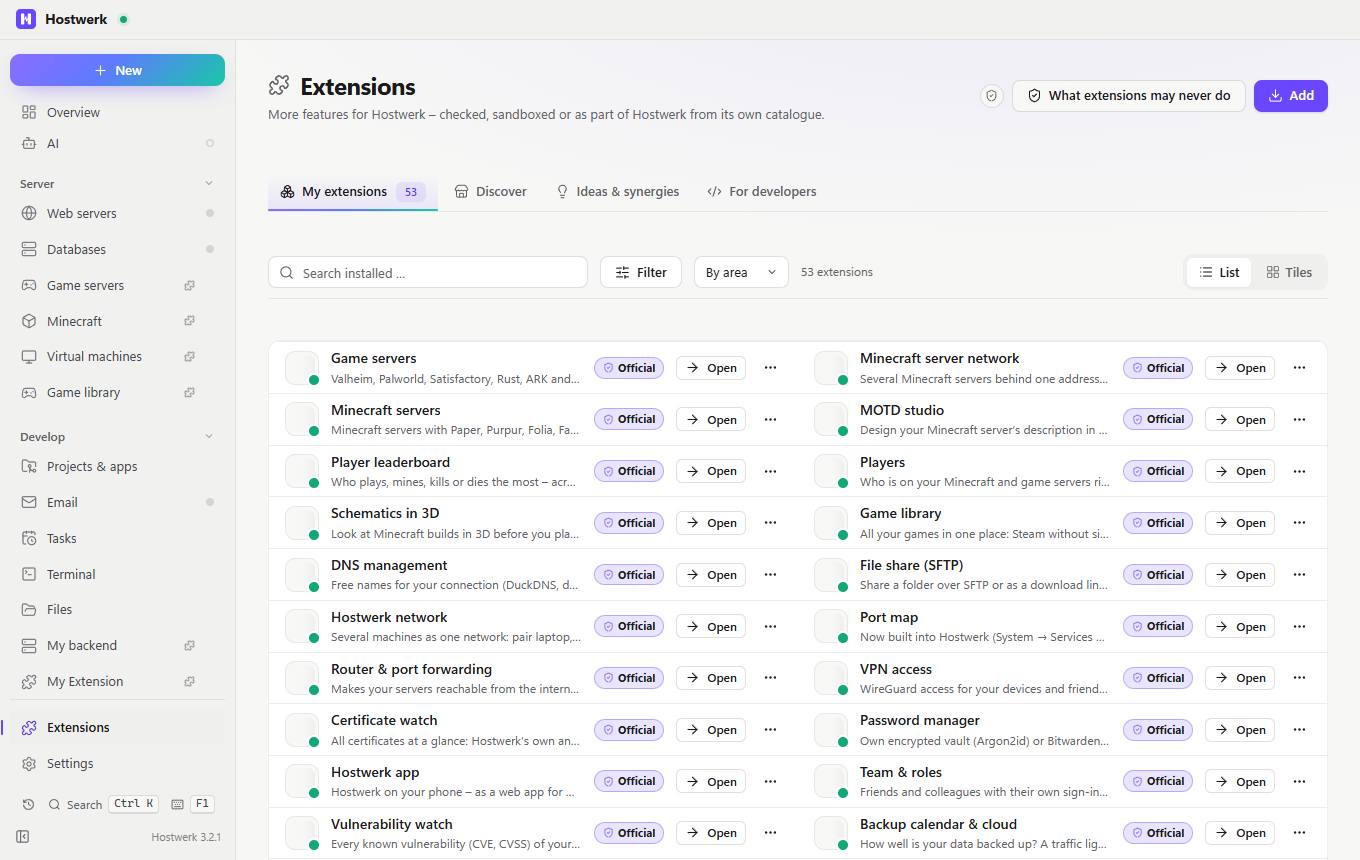 Hostwerk
New
Overview
AI
Server
Web servers
Databases
Game servers
Minecraft
Virtual machines
Game library
Develop
Projects & apps
Email
Tasks
Terminal
Files
My backend
My Extension
Extensions
Settings
Search Ctrl K F1
Hostwerk 3.2.1
Extensions
More features for Hostwerk – checked, sandboxed or as part of Hostwerk from its own catalogue.
What extensions may never do
Add
My extensions 53
Discover
Ideas & synergies
For developers
Search installed ...
Filter
By area
53 extensions
List
Tiles
Game servers
Valheim, Palworld, Satisfactory, Rust, ARK and...
Official Open
Minecraft server network
Several Minecraft servers behind one address...
Official Open
Minecraft servers
Minecraft servers with Paper, Purpur, Folia, Fa...
Official Open
MOTD studio
Design your Minecraft server's description in ...
Official Open
Player leaderboard
Who plays, mines, kills or dies the most – acr...
Official Open
Players
Who is on your Minecraft and game servers ri...
Official Open
Schematics in 3D
Look at Minecraft builds in 3D before you pla...
Official Open
Game library
All your games in one place: Steam without si...
Official Open
DNS management
Free names for your connection (DuckDNS, d...
Official Open
File share (SFTP)
Share a folder over SFTP or as a download lin...
Official Open
Hostwerk network
Several machines as one network: pair laptop,...
Official Open
Port map
Now built into Hostwerk (System → Services ...
Official Open
Router & port forwarding
Makes your servers reachable from the intern...
Official Open
VPN access
WireGuard access for your devices and friend...
Official Open
Certificate watch
All certificates at a glance: Hostwerk's own an...
Official Open
Password manager
Own encrypted vault (Argon2id) or Bitwarden...
Official Open
Hostwerk app
Hostwerk on your phone – as a web app for ...
Official Open
Team & roles
Friends and colleagues with their own sign-in...
Official Open
Vulnerability watch
Every known vulnerability (CVE, CVSS) of your...
Official Open
Backup calendar & cloud
How well is your data backed up? A traffic lig...
Official Open